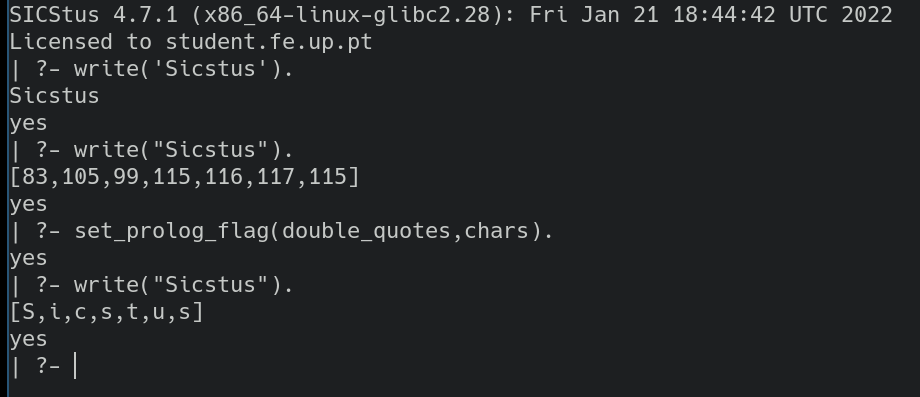 SICStus 4.7.1 (x86_64-linux-glibc2.28): Fri Jan 21 18:44:42 UTC 2022
Licensed to student.fe.up.pt
| ?- write('Sicstus').
Sicstus
yes
| ?- write("Sicstus").
[83,105,99,115,116,117,115]
yes
| ?- set_prolog_flag(double_quotes,chars).
yes
| ?- write("Sicstus").
[S,i,c,s,t,u,s]
yes
| ?-